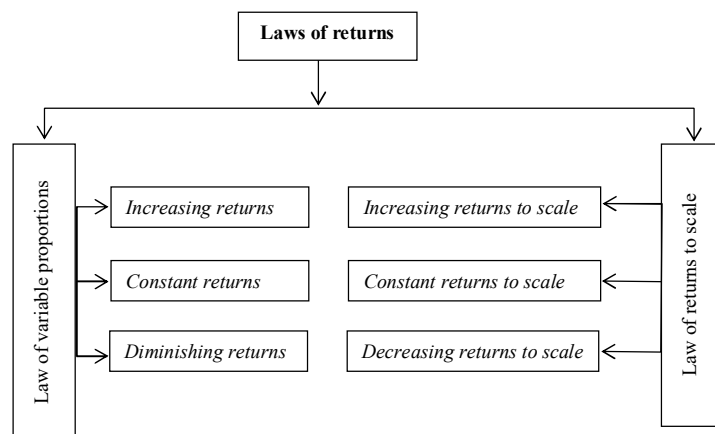 Laws of returns
Law of variable proportions
Increasing returns
Constant returns
Diminishing returns
Increasing returns to scale
Constant returns to scale
Decreasing returns to scale
Law of returns to scale